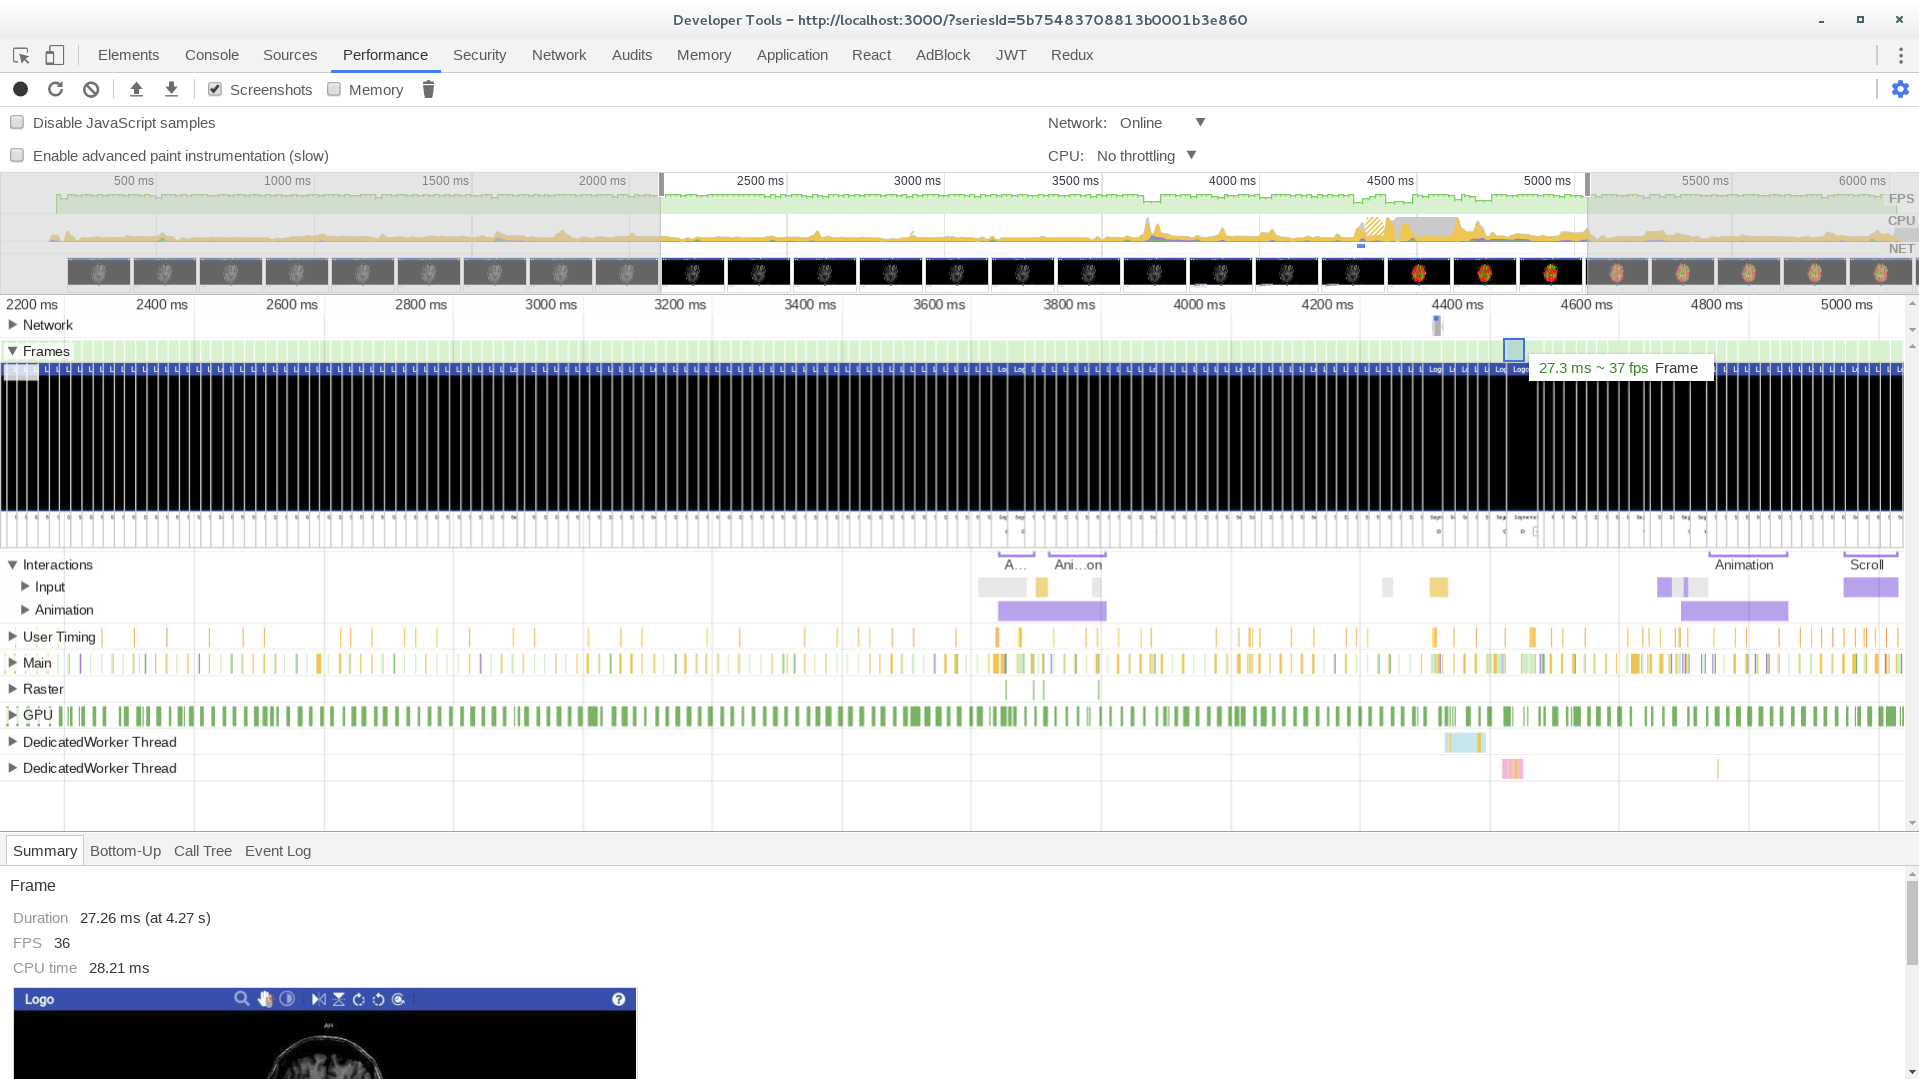 Developer Tools – http://localhost:3000/?seriesId=5b75483708813b0001b3e860
Elements Console Sources Performance Security Network Audits Memory Application React AdBlock JWT Redux
Screenshots Memory
Disable JavaScript samples Network: Online
Enable advanced paint instrumentation (slow) CPU: No throttling
500 ms 1000 ms 1500 ms 2000 ms 2500 ms 3000 ms 3500 ms 4000 ms 4500 ms 5000 ms 5500 ms 6000 ms
FPS
CPU
NET
2200 ms 2400 ms 2600 ms 2800 ms 3000 ms 3200 ms 3400 ms 3600 ms 3800 ms 4000 ms 4200 ms 4400 ms 4600 ms 4800 ms 5000 ms
Network
Frames
27.3 ms ~ 37 fps Frame
Interactions A... Ani...on Animation Scroll
Input
Animation
User Timing
Main
Raster
GPU
DedicatedWorker Thread
DedicatedWorker Thread
Summary Bottom-Up Call Tree Event Log
Frame
Duration 27.26 ms (at 4.27 s)
FPS 36
CPU time 28.21 ms
Logo
AH